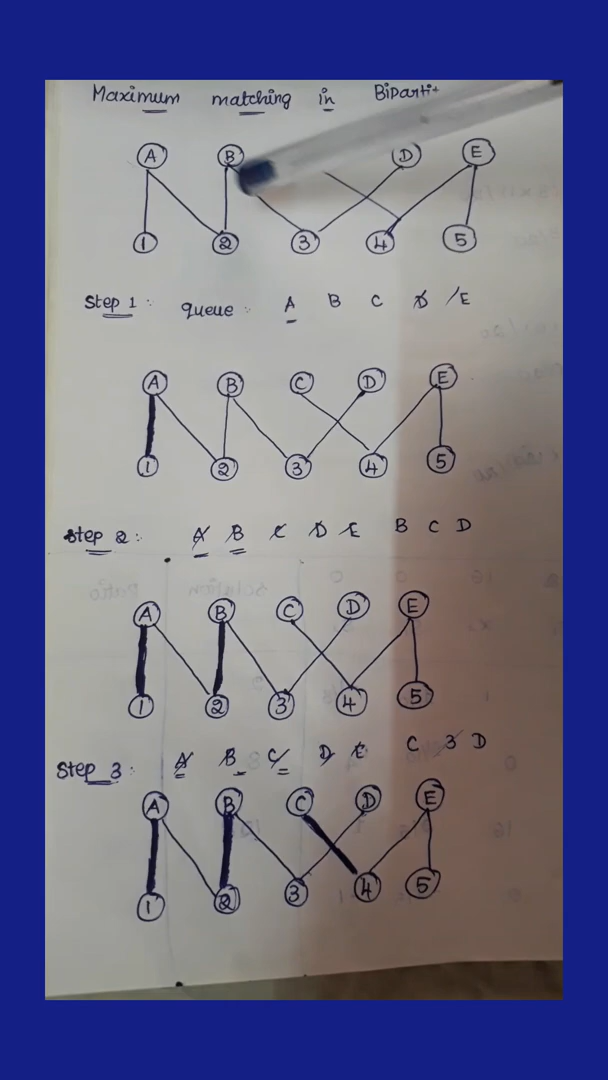 Maximum matching in
A B D E
1 2 3 4 5
Step 1: queue: A B C D E
A B C D E
1 2 3 4 5
Step 2: A B C D E B C D
A B C D E
1 2 3 4 5
Step 3: A B C D E C 3 D
A B C D E
1 2 3 4 5